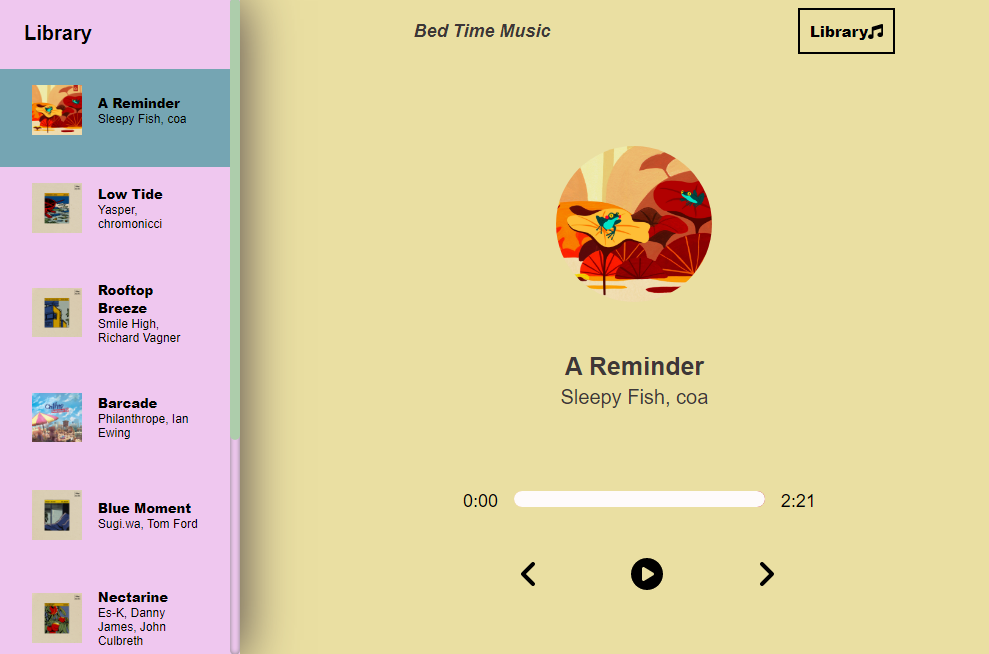 Library
A Reminder
Sleepy Fish, coa
Low Tide
Yasper,
chromonicci
Rooftop
Breeze
Smile High,
Richard Vagner
Barcade
Philanthrope, Ian
Ewing
Blue Moment
Sugi.wa, Tom Ford
Nectarine
Es-K, Danny
James, John
Culbreth
Bed Time Music
Library
A Reminder
Sleepy Fish, coa
0:00
2:21